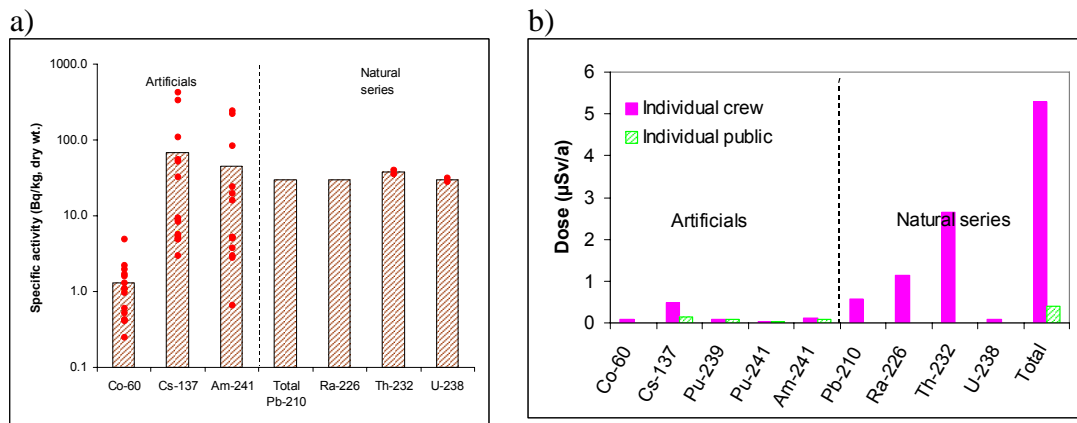 a)
Specific activity (Bq/kg, dry wt.)
1000.0
100.0
10.0
1.0
0.1
Artificials
Natural
series
Co-60 Cs-137 Am-241 Total Ra-226 Th-232 U-238
Pb-210
b)
Dose (µSv/a)
6
5
4
3
2
1
0
Individual crew
Individual public
Artificials
Natural series
Co-60 Cs-137 Pu-239 Pu-241 Am-241 Pb-210 Ra-226 Th-232 U-238 Total